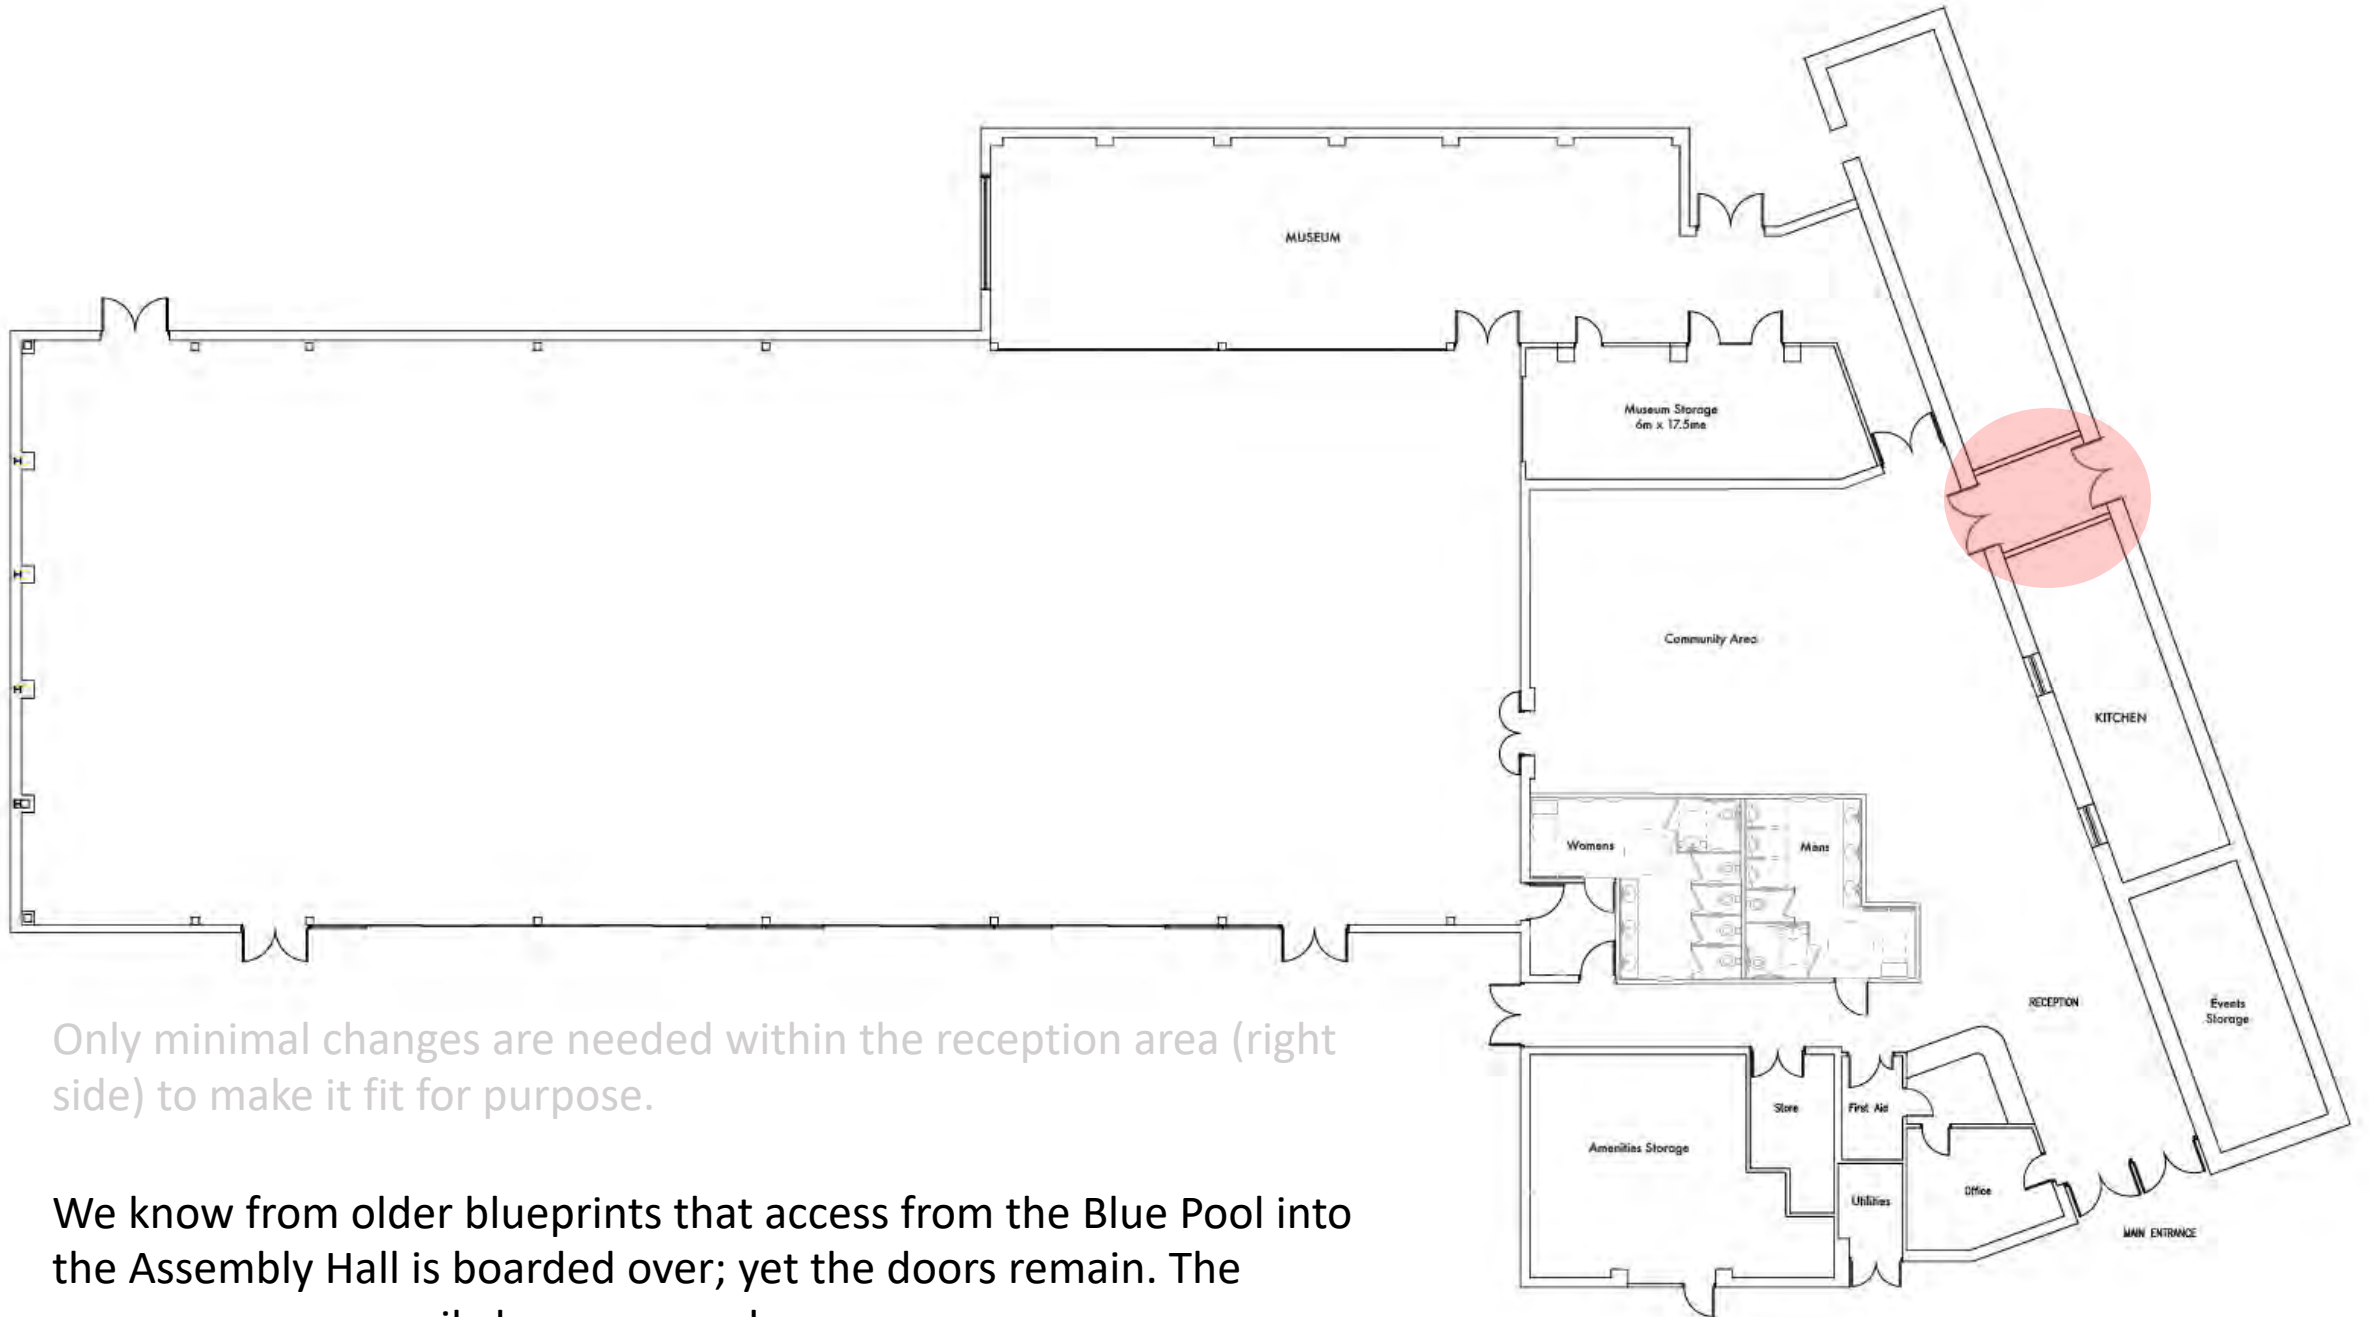 MUSEUM
Museum Storage
6m x 17.5me
Community Area
KITCHEN
Womens
Mens
RECEPTION
Events
Storage
Only minimal changes are needed within the reception area (right
side) to make it fit for purpose.
Store
First Aid
Amenities Storage
Utilities
Office
MAIN ENTRANCE
We know from older blueprints that access from the Blue Pool into
the Assembly Hall is boarded over; yet the doors remain. The